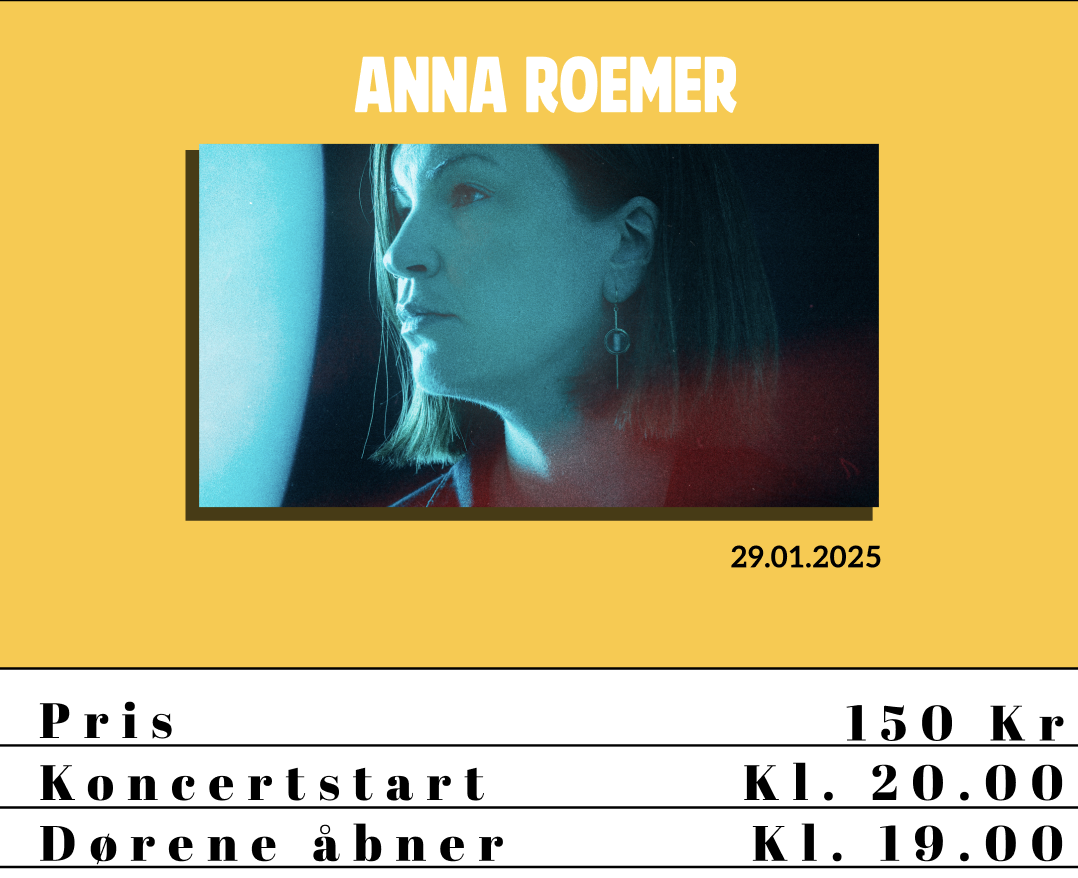 ANNA ROEMER
29.01.2025
Pris 150 Kr
Koncertstart Kl. 20.00
Dørene åbner Kl. 19.00